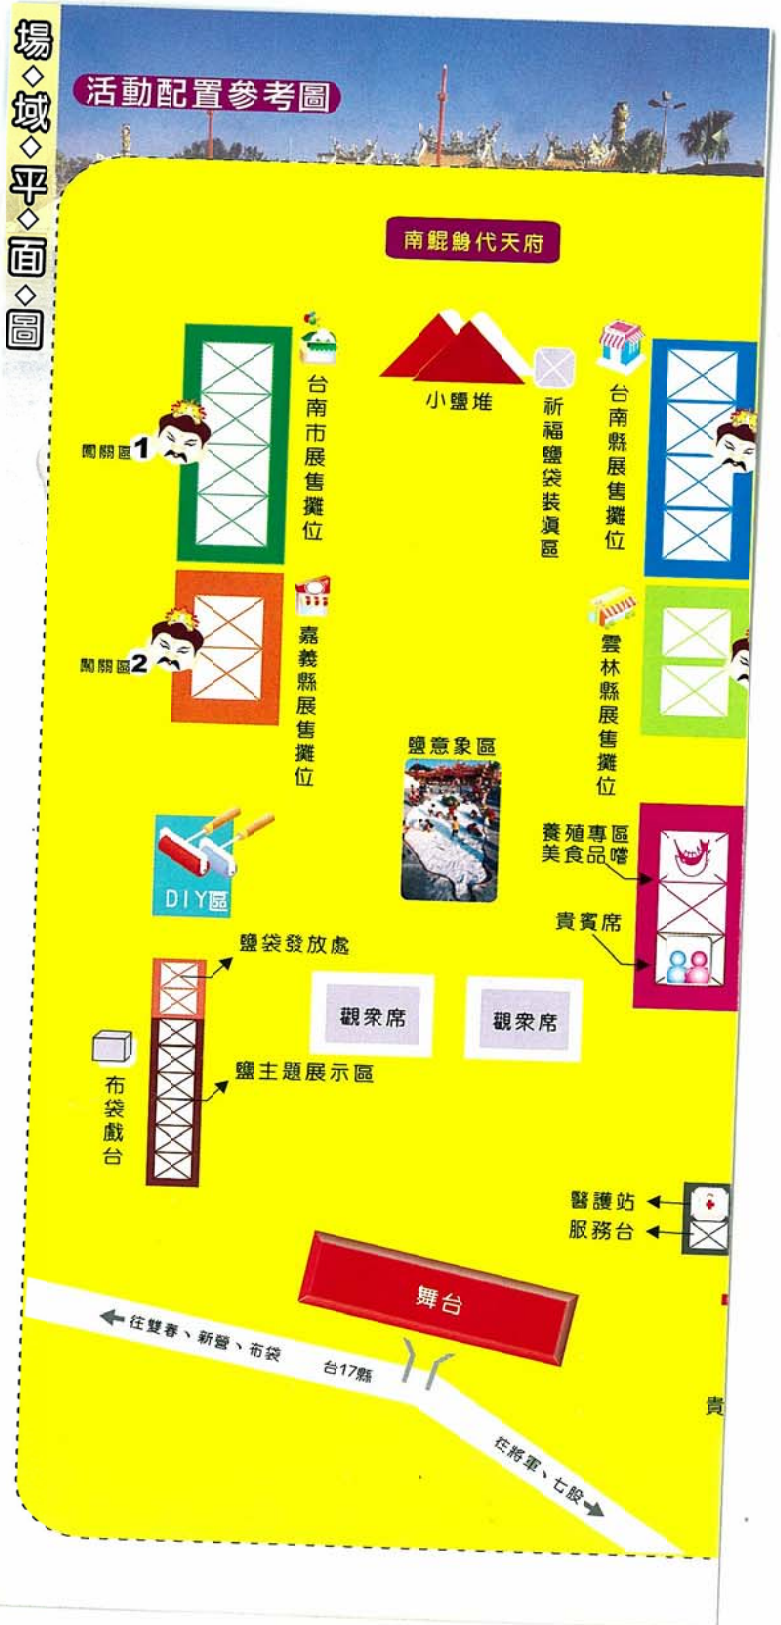 場◇域◇平◇面◇圖
活動配置參考圖
南鯤鯓代天府
台南市展售攤位
小鹽堆
祈福鹽袋裝填區
台南縣展售攤位
闖關區1
闖關區2
嘉義縣展售攤位
雲林縣展售攤位
鹽意象區
養殖專區
美食品嚐
貴賓席
DIY區
鹽袋發放處
觀眾席
觀眾席
鹽主題展示區
布袋戲台
醫護站
服務台
舞台
往雙春、新營、布袋
台17縣
往將軍、七股
貴